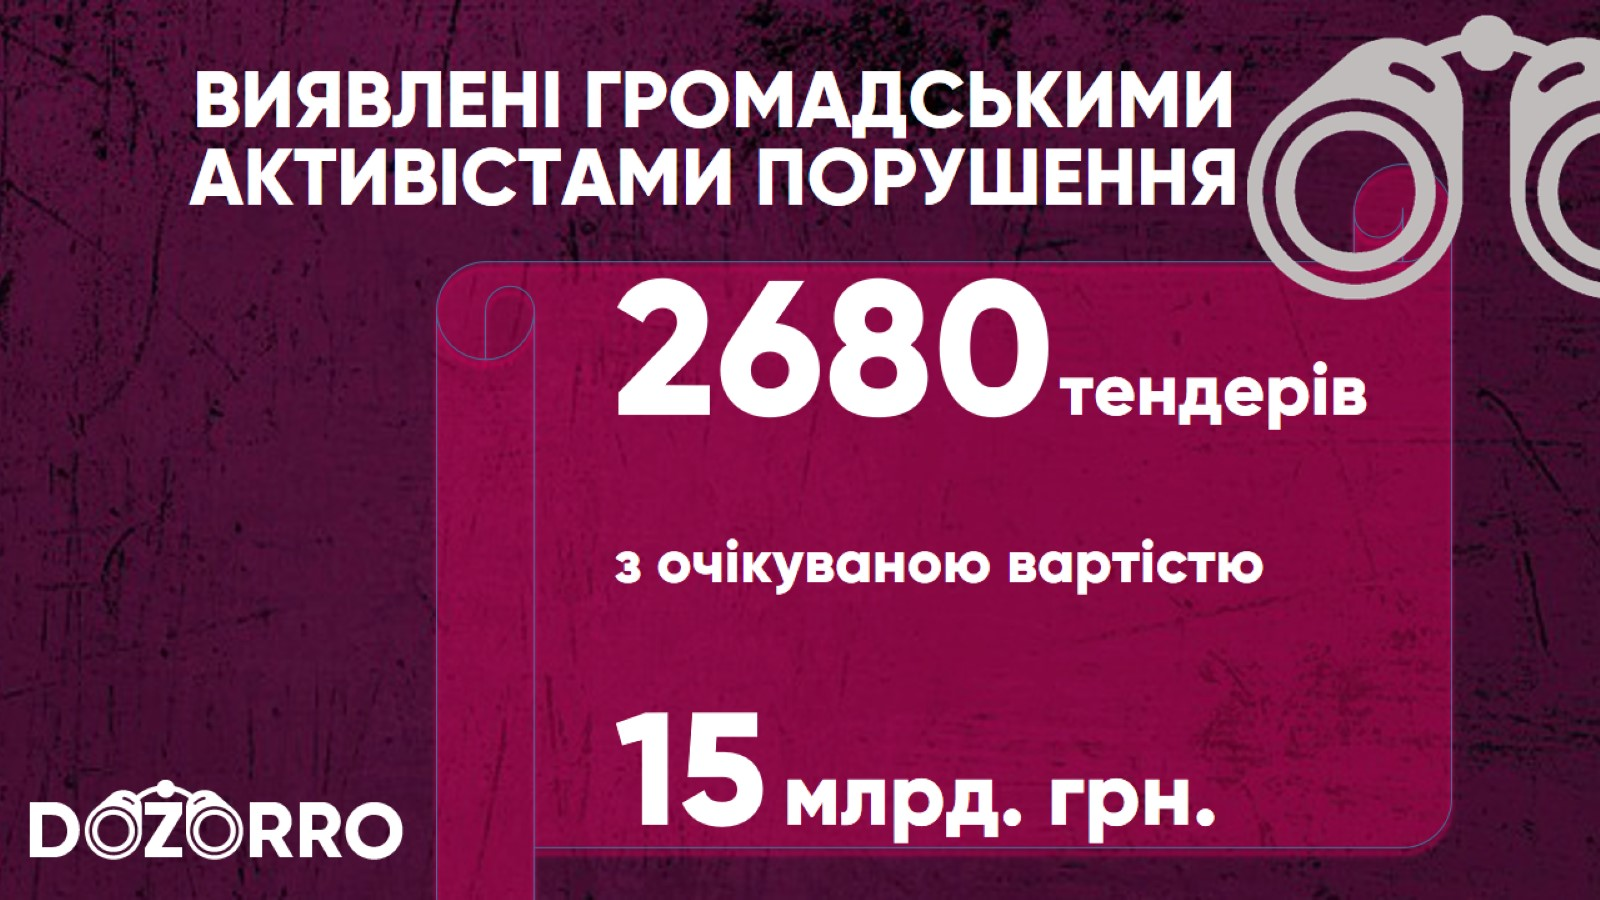 ВИЯВЛЕНІ ГРОМАДСЬКИМИ
АКТИВІСТАМИ ПОРУШЕННЯ
2680 тендерів
з очікуваною вартістю
15 млрд. грн.
DOZORRO